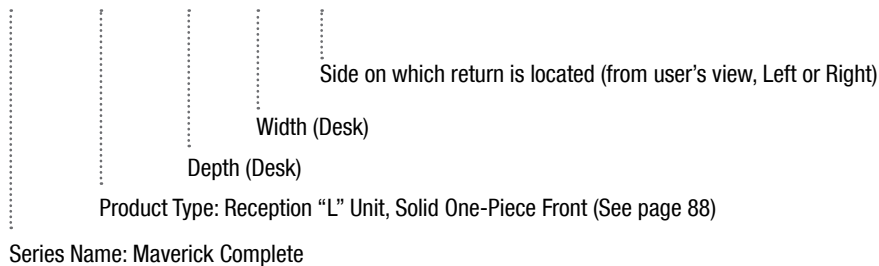 Side on which return is located (from user's view, Left or Right)
Width (Desk)
Depth (Desk)
Product Type: Reception “L” Unit, Solid One-Piece Front (See page 88)
Series Name: Maverick Complete